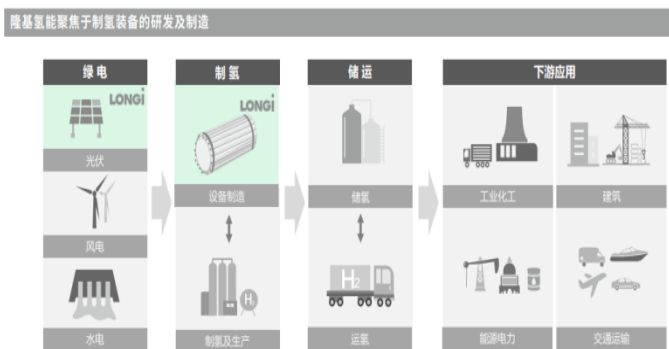 隆基氢能聚焦于制氢装备的研发及制造
绿电
LONGi
光伏
风电
水电
制氢
LONGi
设备制造
H₂
制氢及生产
储运
储氢
H₂
运氢
下游应用
工业化工
建筑
能源电力
交通运输